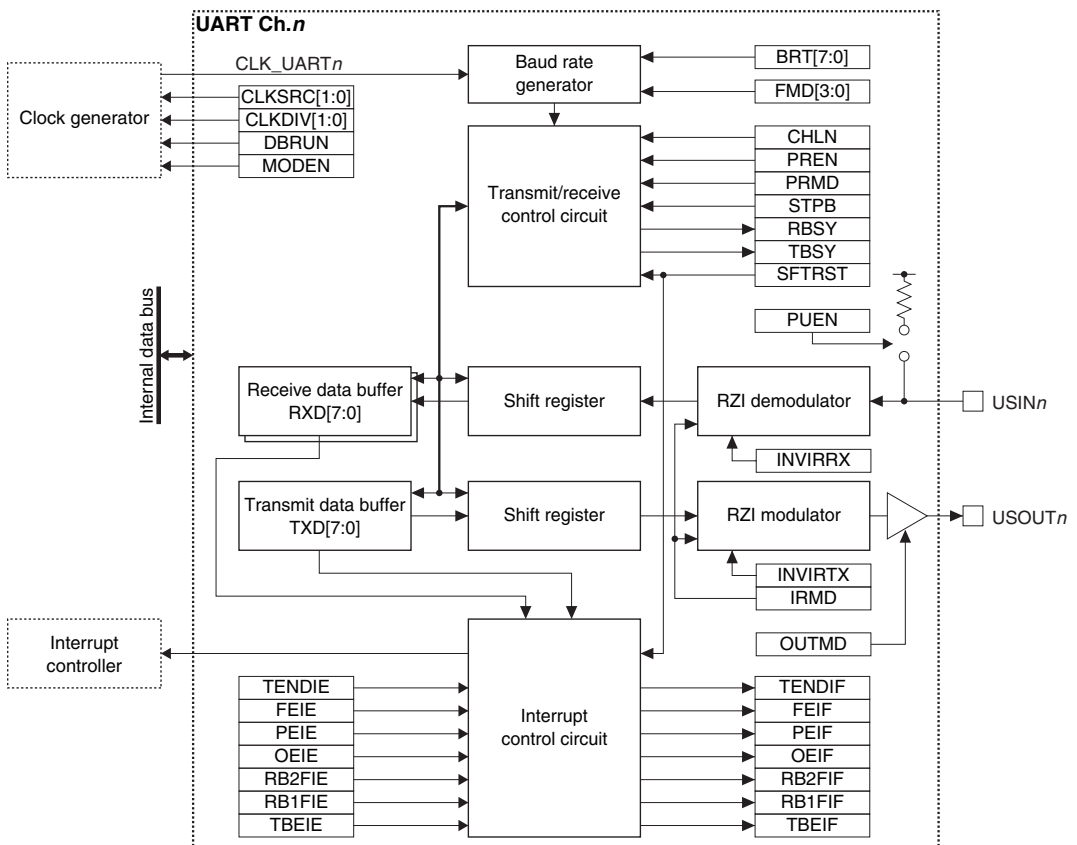 UART Ch.n
CLK_UARTn
Clock generator
CLKSRC[1:0]
CLKDIV[1:0]
DBRUN
MODEN
Baud rate
generator
BRT[7:0]
FMD[3:0]
Transmit/receive
control circuit
CHLN
PREN
PRMD
STPB
RBSY
TBSY
SFTRST
PUEN
Internal data bus
Receive data buffer
RXD[7:0]
Shift register
RZI demodulator
USINn
INVIRRX
Transmit data buffer
TXD[7:0]
Shift register
RZI modulator
USOUTn
INVIRTX
IRMD
OUTMD
Interrupt
controller
Interrupt
control circuit
TENDIE
FEIE
PEIE
OEIE
RB2FIE
RB1FIE
TBEIE
TENDIF
FEIF
PEIF
OEIF
RB2FIF
RB1FIF
TBEIF